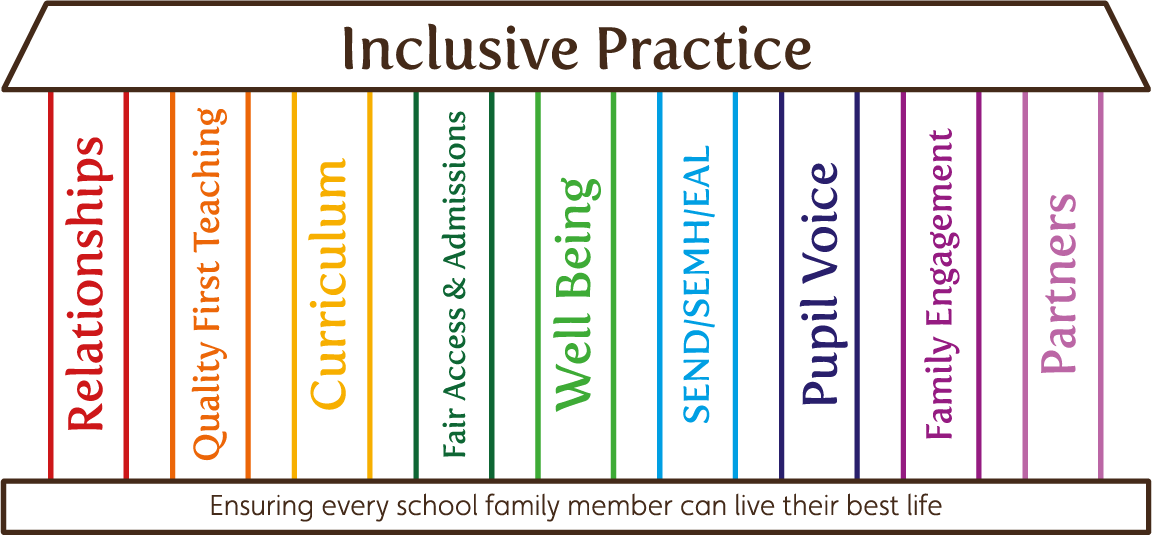 Inclusive Practice
Relationships
Quality First Teaching
Curriculum
Fair Access & Admissions
Well Being
SEND/SEMH/EAL
Pupil Voice
Family Engagement
Partners
Ensuring every school family member can live their best life